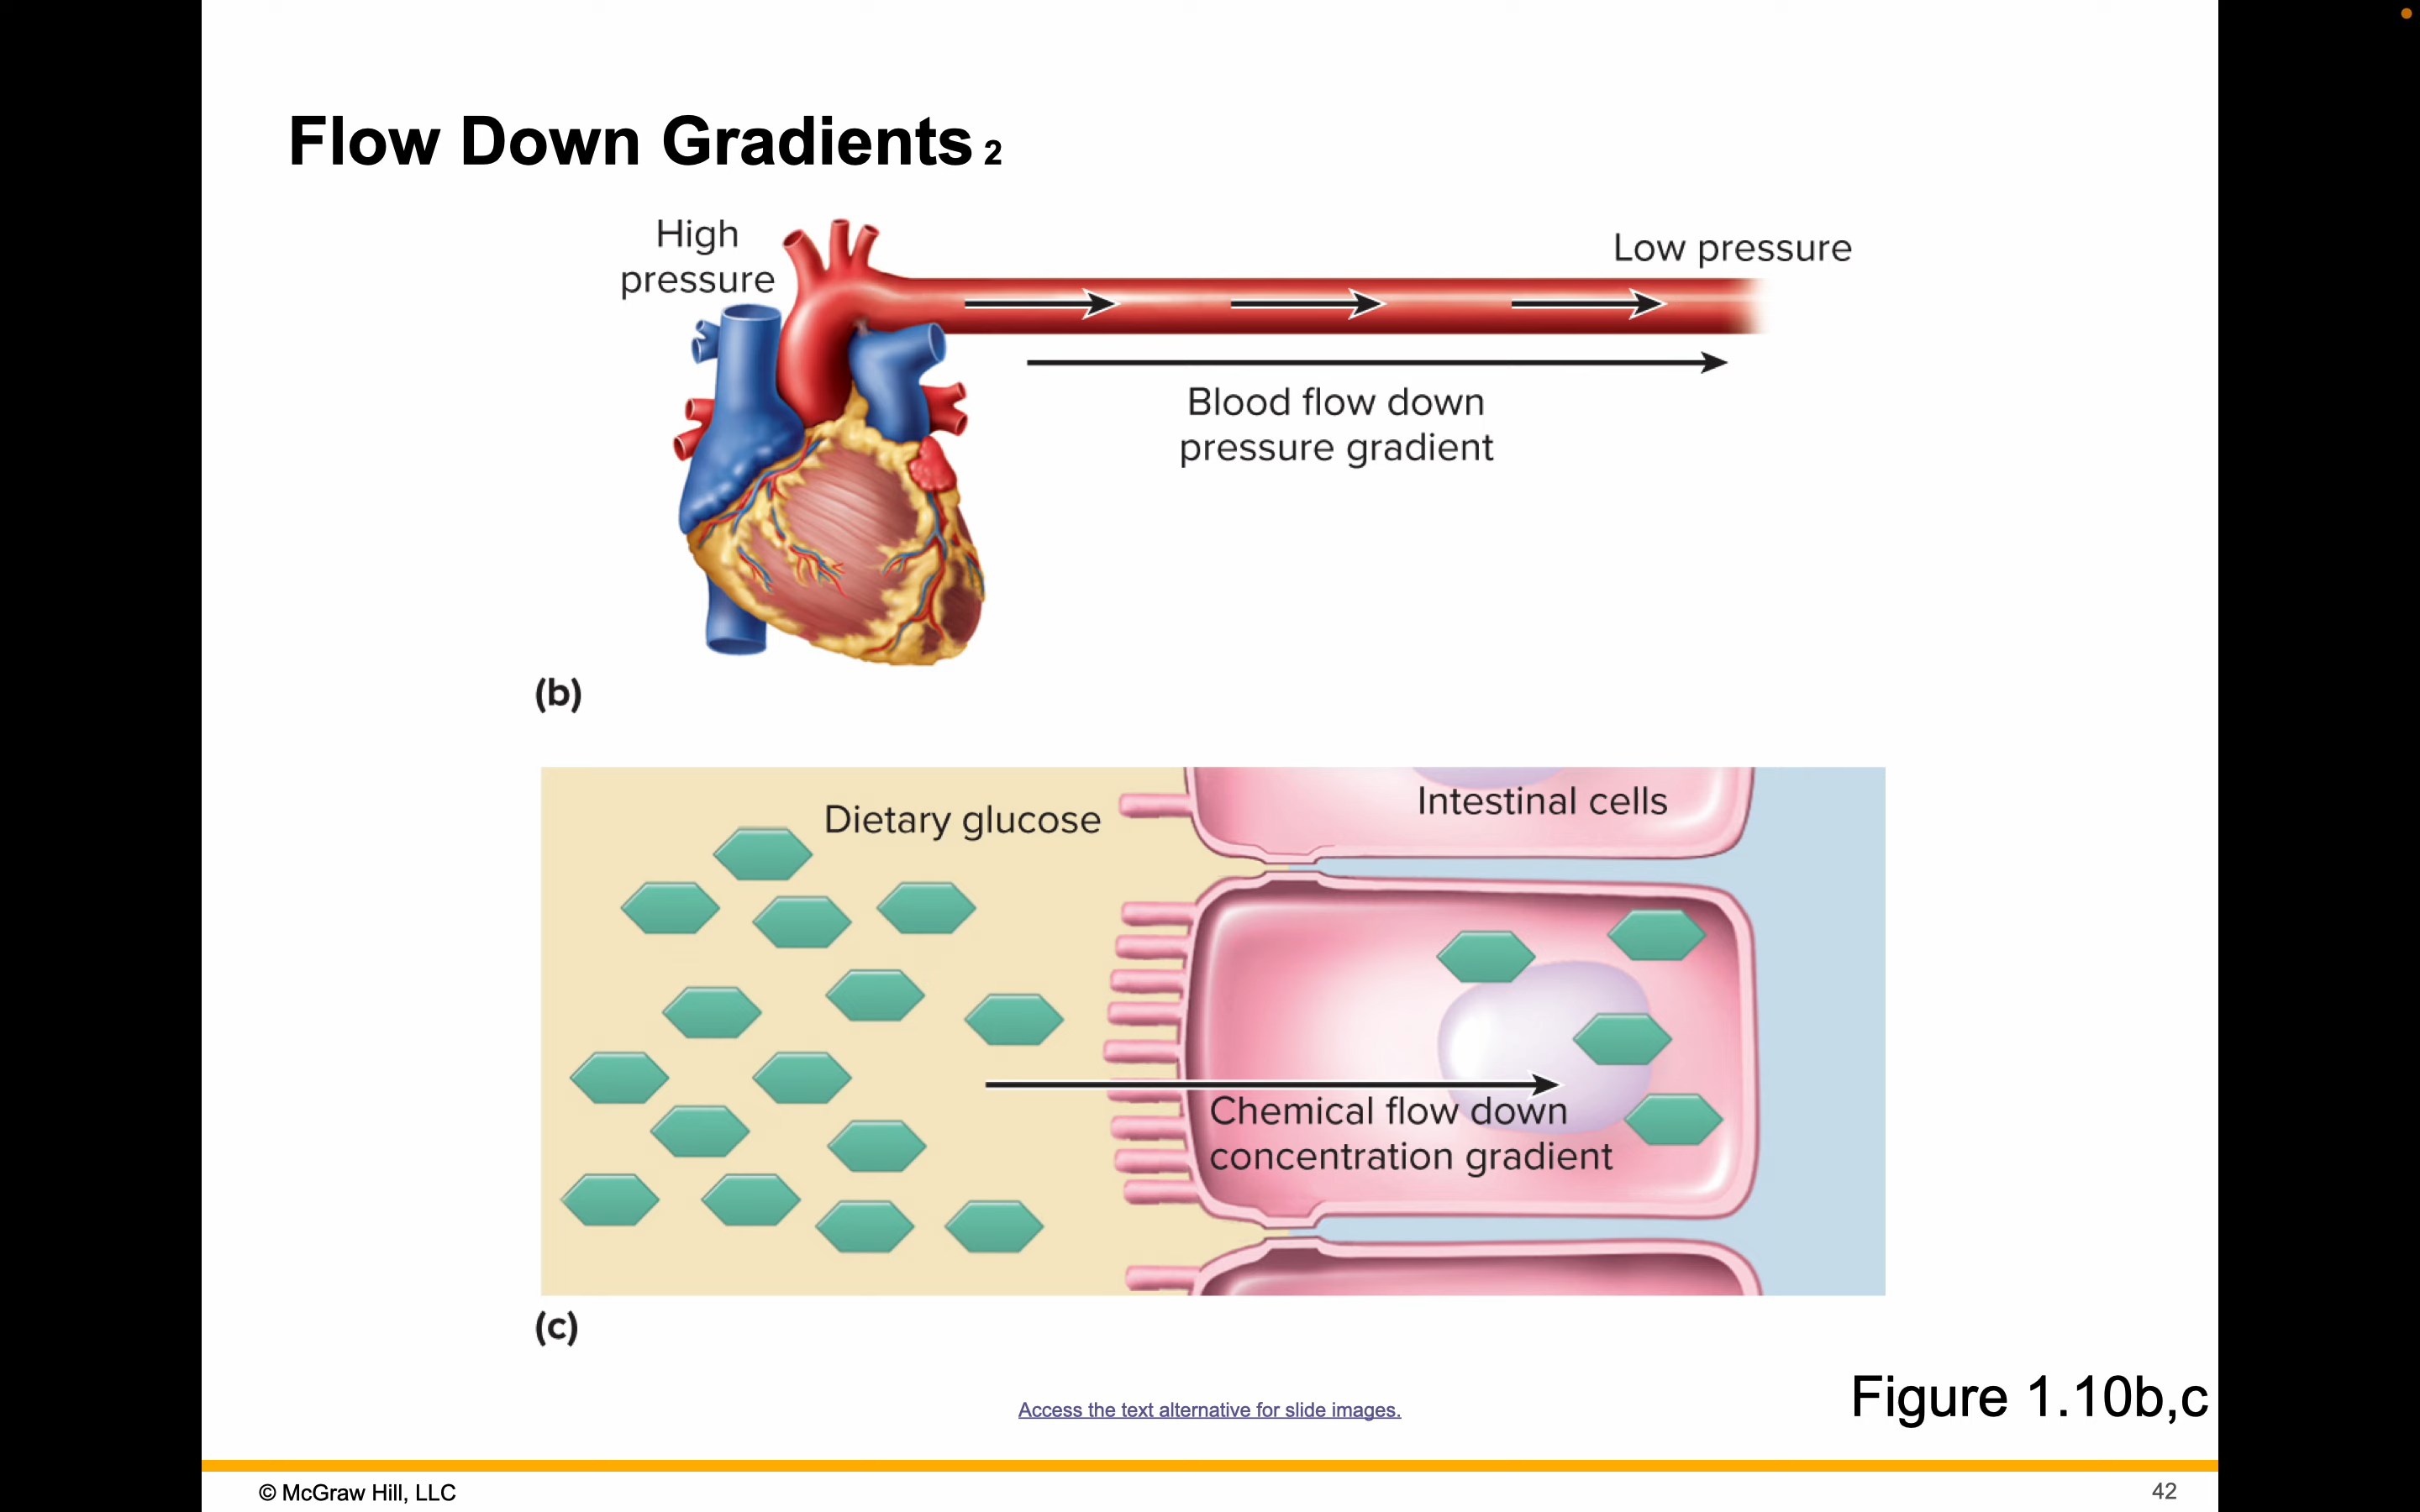 Flow Down Gradients 2
High
pressure
Low pressure
Blood flow down
pressure gradient
(b)
Dietary glucose
Intestinal cells
Chemical flow down
concentration gradient
(c)
Figure 1.10b,c
Access the text alternative for slide images.
© McGraw Hill, LLC
42